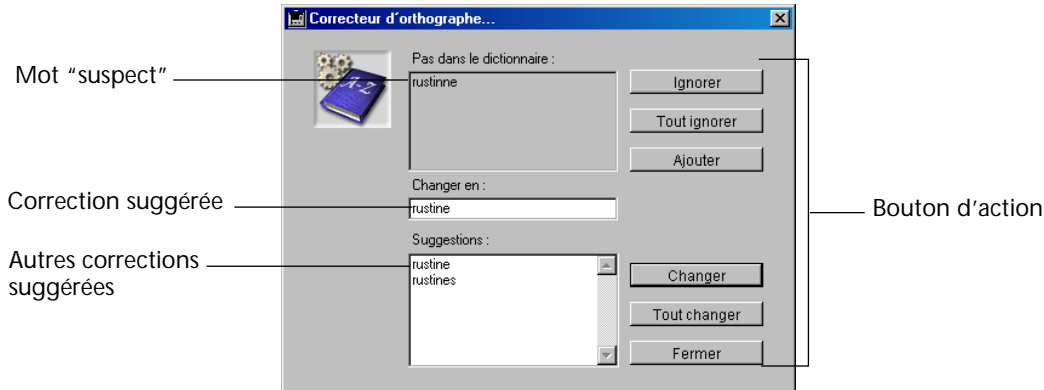 Correcteur d'orthographe...
Pas dans le dictionnaire :
Mot “suspect”
rustinne
Ignorer
A-Z
Tout ignorer
Ajouter
Changer en :
Correction suggérée
rustine
Bouton d’action
Suggestions :
Autres corrections
suggérées
rustine
rustines
Changer
Tout changer
Fermer